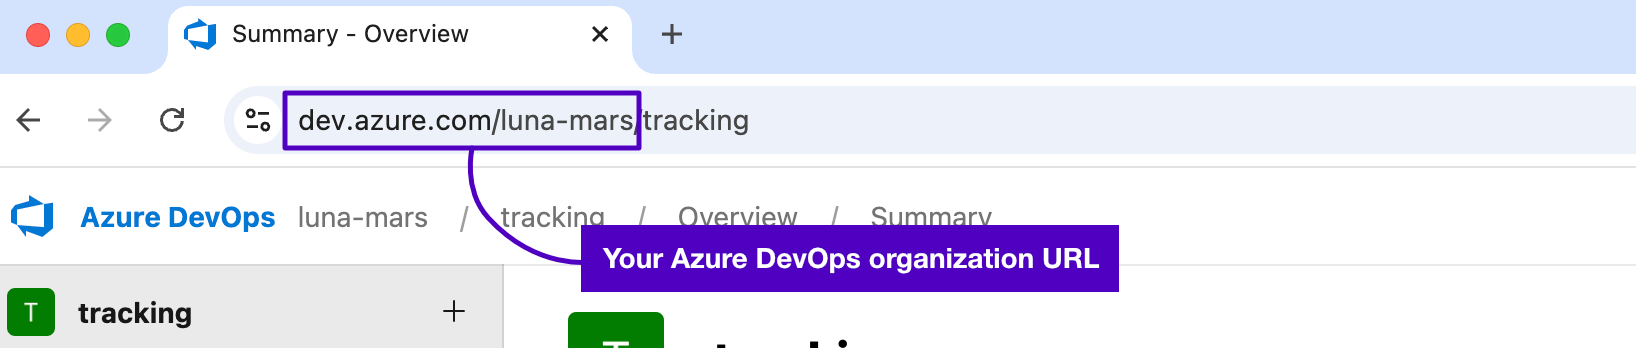 Summary - Overview
dev.azure.com/luna-mars/tracking
Azure DevOps luna-mars / tracking / Overview / Summary
Your Azure DevOps organization URL
T tracking +